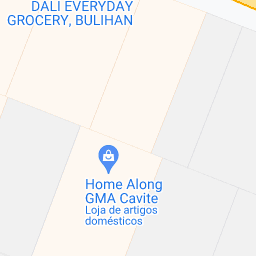 DALI EVERYDAY
GROCERY, BULIHAN
Home Along
GMA Cavite
Loja de artigos
domésticos